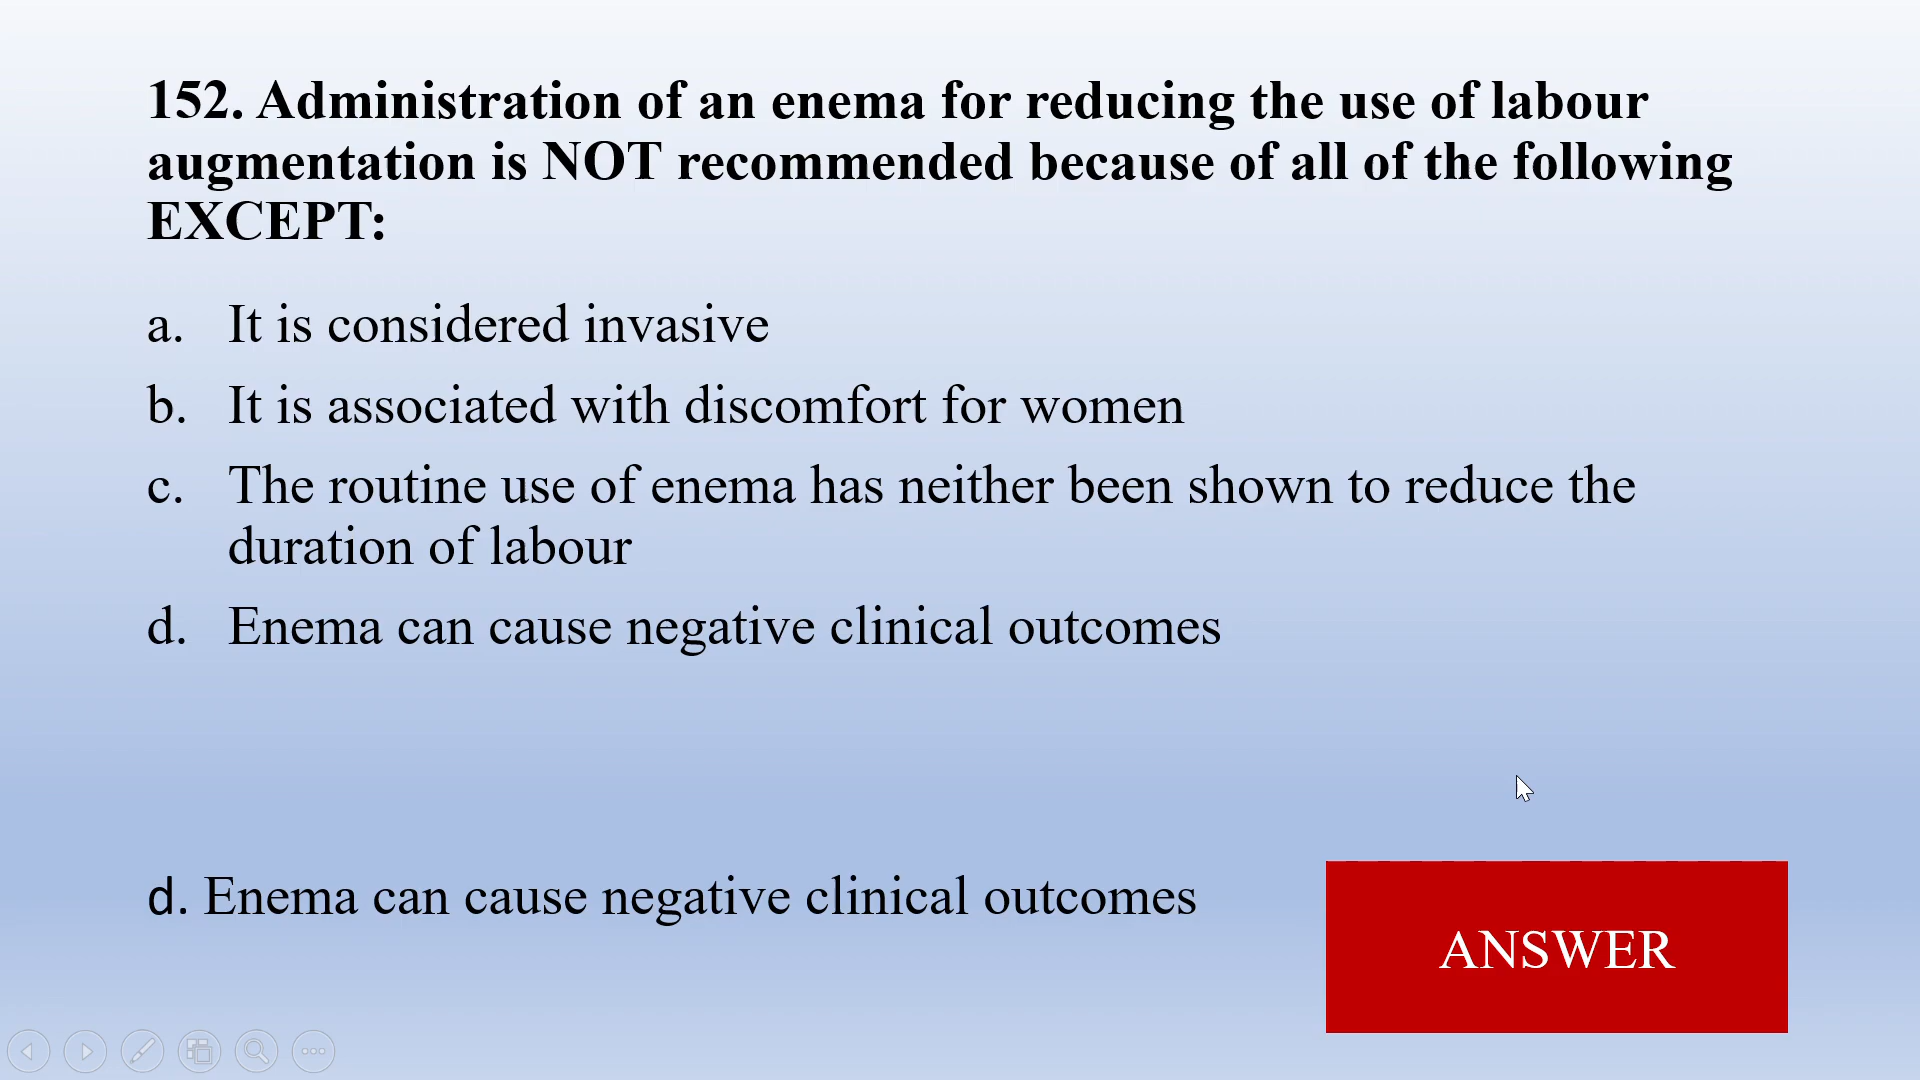 152. Administration of an enema for reducing the use of labour
augmentation is NOT recommended because of all of the following
EXCEPT:
a. It is considered invasive
b. It is associated with discomfort for women
c. The routine use of enema has neither been shown to reduce the
duration of labour
d. Enema can cause negative clinical outcomes
d. Enema can cause negative clinical outcomes
ANSWER